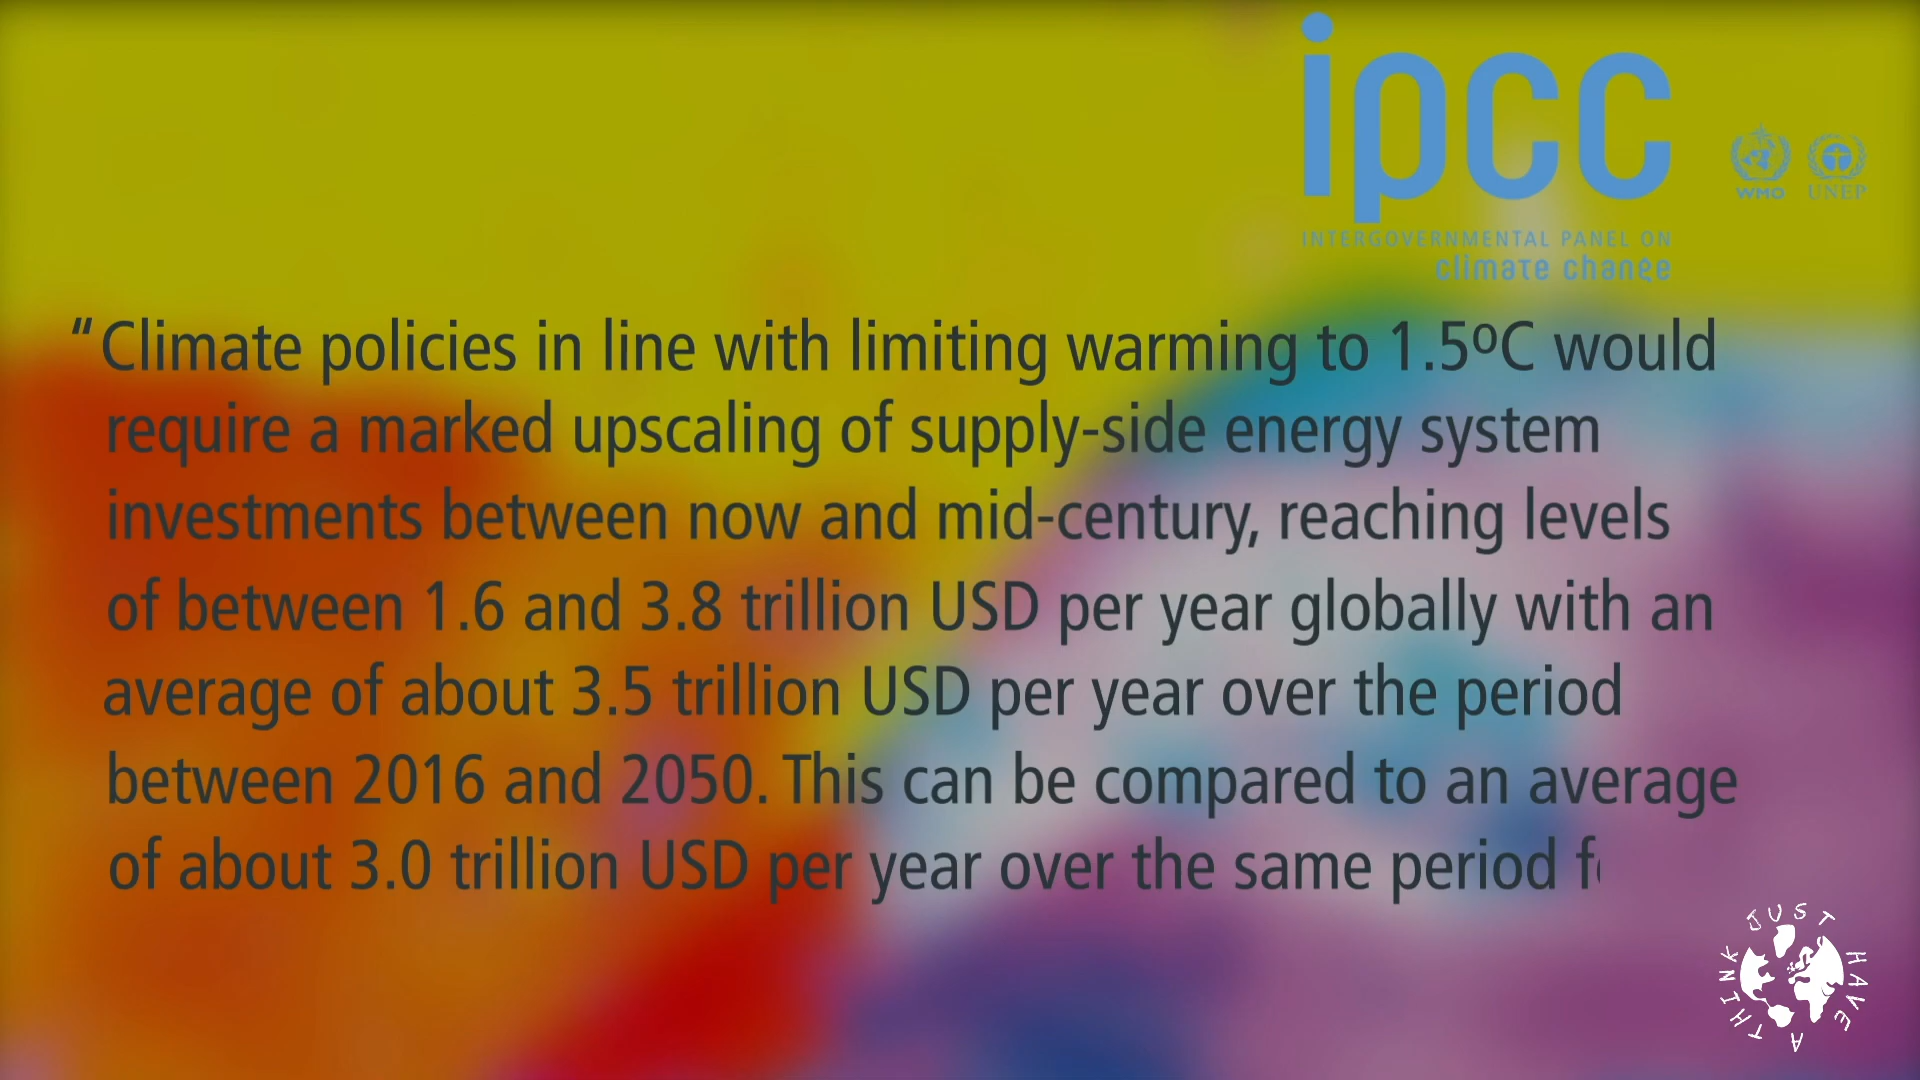 ipcc
INTERGOVERNMENTAL PANEL ON
climate change
WMO
UNEP
“Climate policies in line with limiting warming to 1.5ºC would
require a marked upscaling of supply-side energy system
investments between now and mid-century, reaching levels
of between 1.6 and 3.8 trillion USD per year globally with an
average of about 3.5 trillion USD per year over the period
between 2016 and 2050. This can be compared to an average
of about 3.0 trillion USD per year over the same period
JUST HAVE A THINK